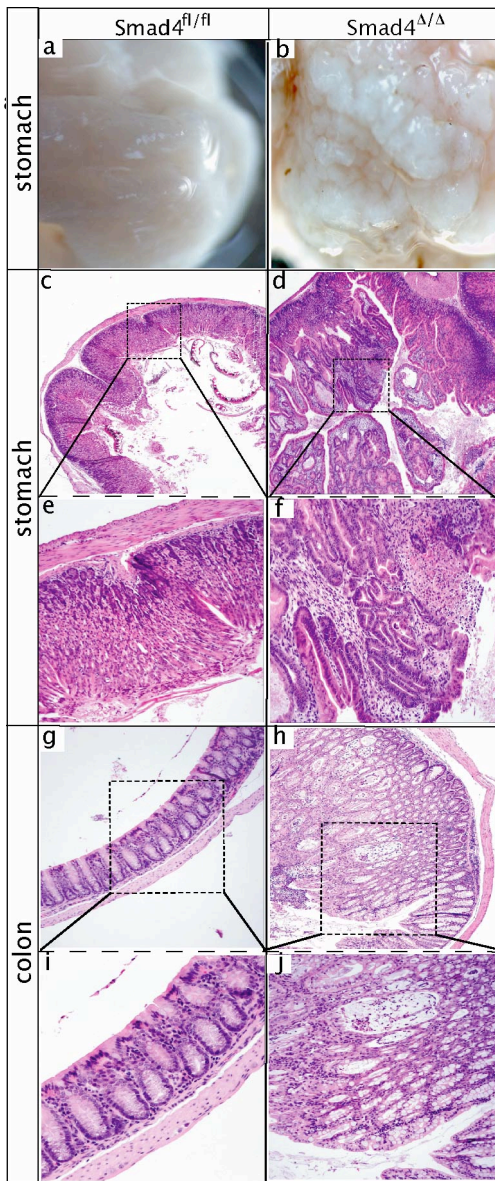 Smad4fl/fl Smad4Δ/Δ
stomach
a b
stomach
c d
e f
colon
g h
i j